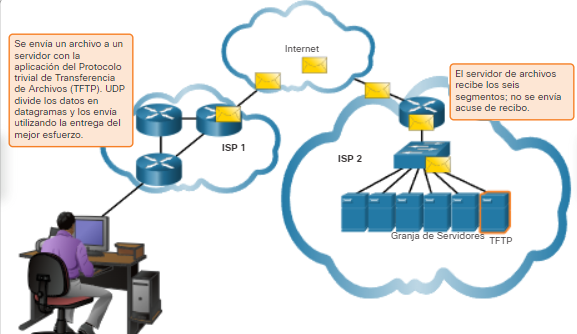 Se envía un archivo a un
servidor con la
aplicación del Protocolo
trivial de Transferencia
de Archivos (TFTP). UDP
divide los datos en
datagramas y los envía
utilizando la entrega del
mejor esfuerzo.
Internet
El servidor de archivos
recibe los seis
segmentos; no se envía
acuse de recibo.
ISP 1
ISP 2
Granja de Servidores
TFTP